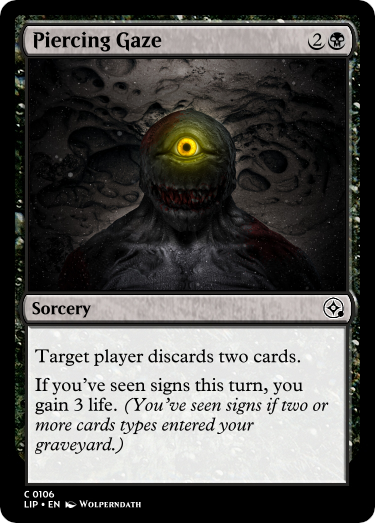 Piercing Gaze 2
Sorcery
Target player discards two cards.
If you've seen signs this turn, you
gain 3 life. (You've seen signs if two or
more cards types entered your
graveyard.)
C 0106
LIP • EN Wolperndath